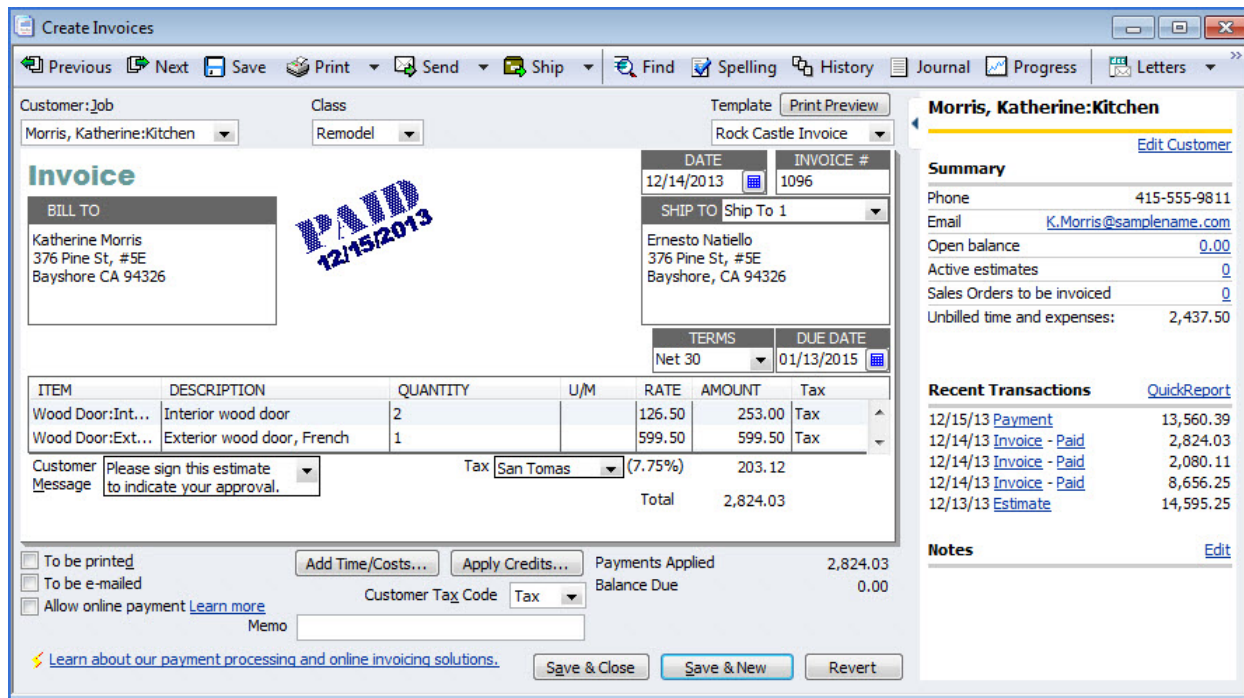 Create Invoices
Previous Next Save Print Send Ship Find Spelling History Journal Progress Letters »
Customer:Job Class Template Print Preview
Morris, Katherine:Kitchen Remodel Rock Castle Invoice
Invoice
DATE INVOICE #
12/14/2013 1096
PAID
12/15/2013
BILL TO
Katherine Morris
376 Pine St, #5E
Bayshore CA 94326
SHIP TO Ship To 1
Ernesto Natiello
376 Pine St, #5E
Bayshore, CA 94326
TERMS DUE DATE
Net 30 01/13/2015
ITEM DESCRIPTION QUANTITY U/M RATE AMOUNT Tax
Wood Door:Int... Interior wood door 2 126.50 253.00 Tax
Wood Door:Ext... Exterior wood door, French 1 599.50 599.50 Tax
Customer Message
Please sign this estimate
to indicate your approval.
Tax San Tomas (7.75%) 203.12
Total 2,824.03
To be printed
To be e-mailed
Allow online payment Learn more
Add Time/Costs... Apply Credits...
Payments Applied 2,824.03
Balance Due 0.00
Customer Tax Code Tax
Memo
Learn about our payment processing and online invoicing solutions.
Save & Close Save & New Revert
Morris, Katherine:Kitchen
Edit Customer
Summary
Phone 415-555-9811
Email K.Morris@samplename.com
Open balance 0.00
Active estimates 0
Sales Orders to be invoiced 0
Unbilled time and expenses: 2,437.50
Recent Transactions QuickReport
12/15/13 Payment 13,560.39
12/14/13 Invoice - Paid 2,824.03
12/14/13 Invoice - Paid 2,080.11
12/14/13 Invoice - Paid 8,656.25
12/13/13 Estimate 14,595.25
Notes Edit